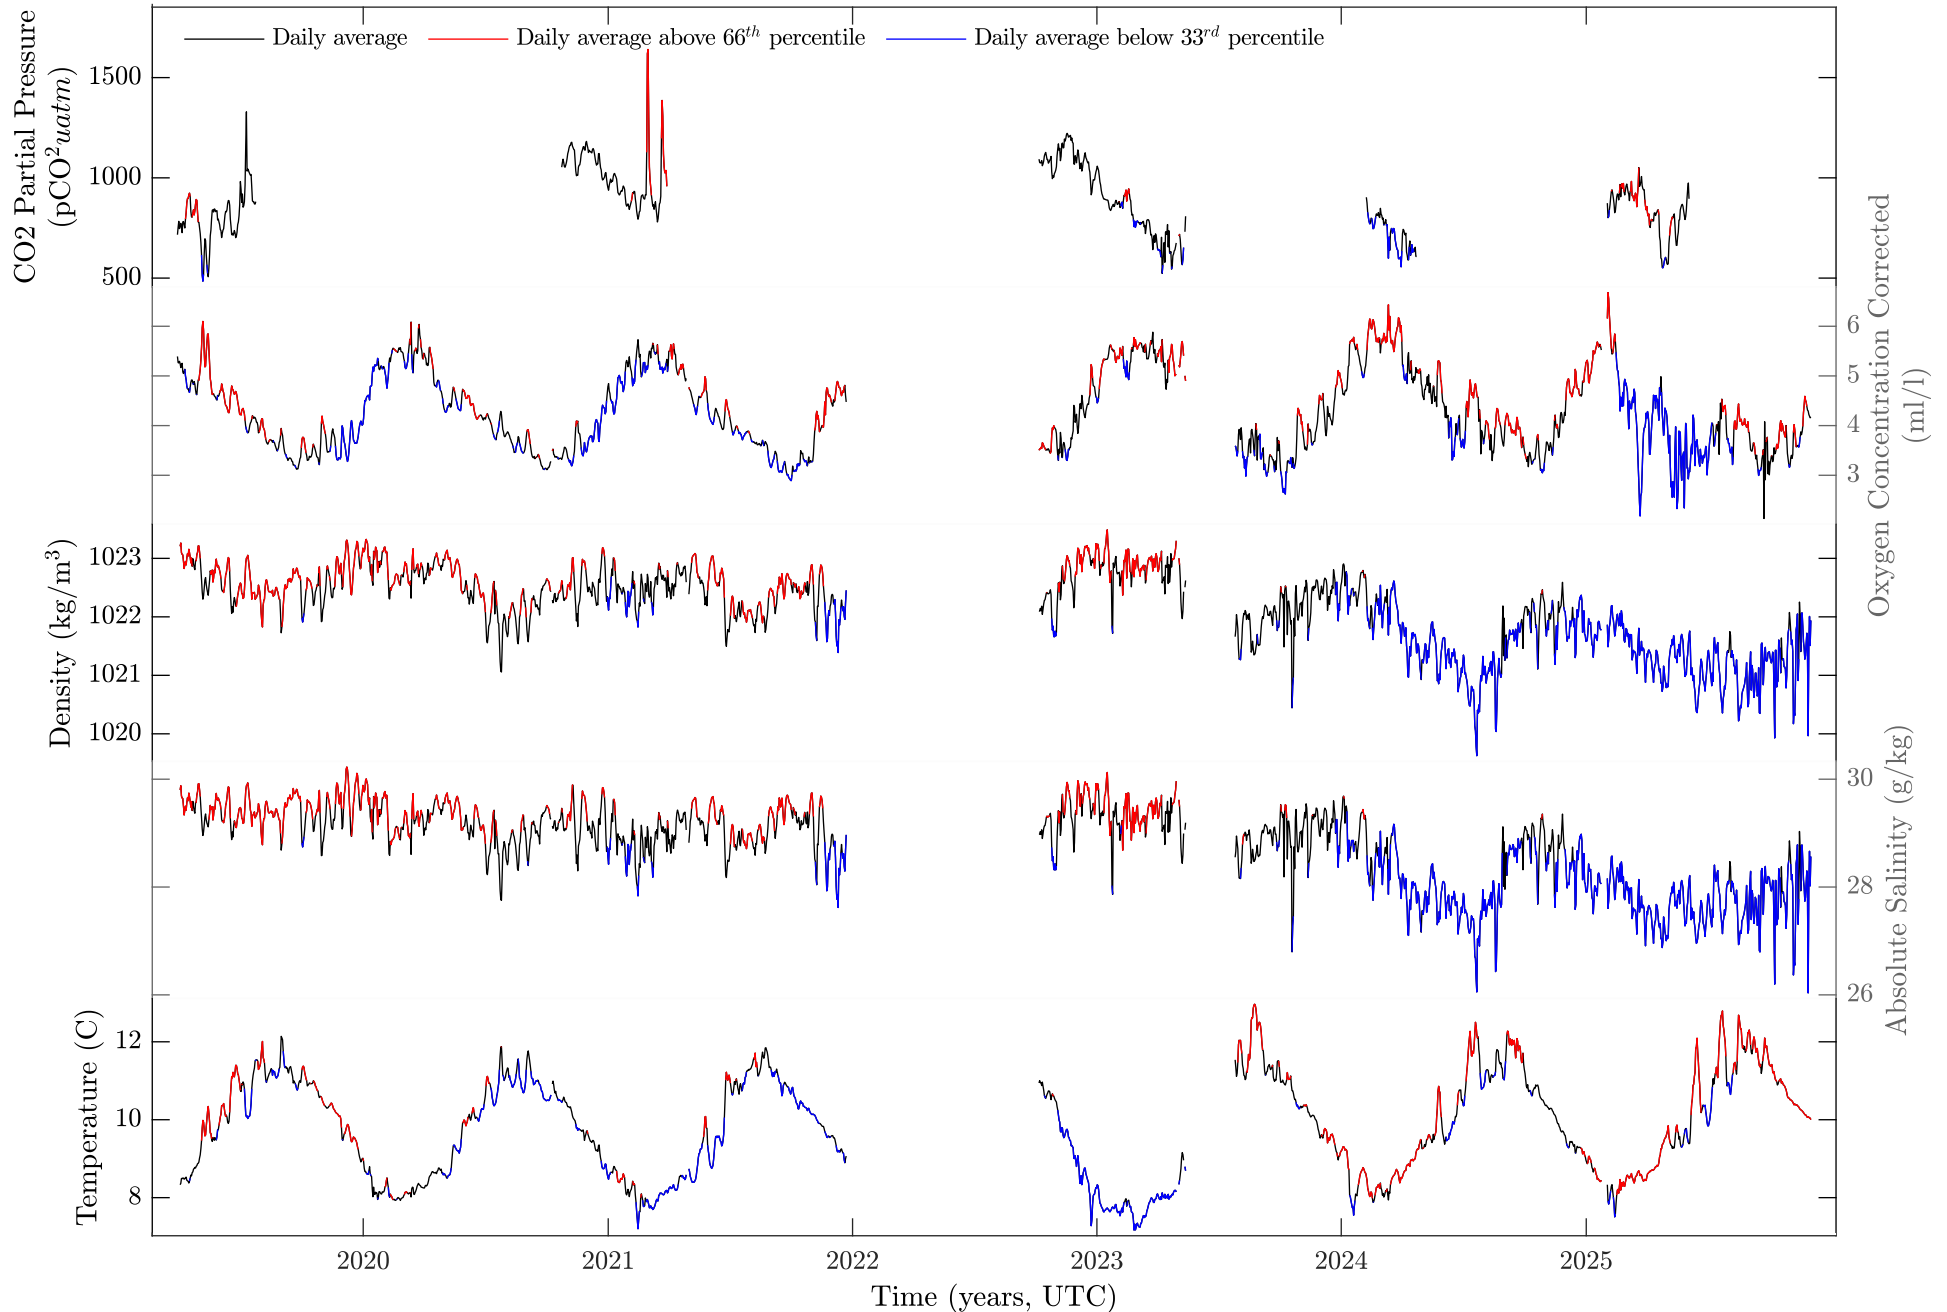 Daily average
Daily average above 66th percentile
Daily average below 33rd percentile
CO2 Partial Pressure
(pCO2uatm)
1500
1000
500
Oxygen Concentration Corrected
(ml/l)
6
5
4
3
Density (kg/m3)
1023
1022
1021
1020
Absolute Salinity (g/kg)
30
28
26
Temperature (C)
12
10
8
2020
2021
2022
2023
2024
2025
Time (years, UTC)